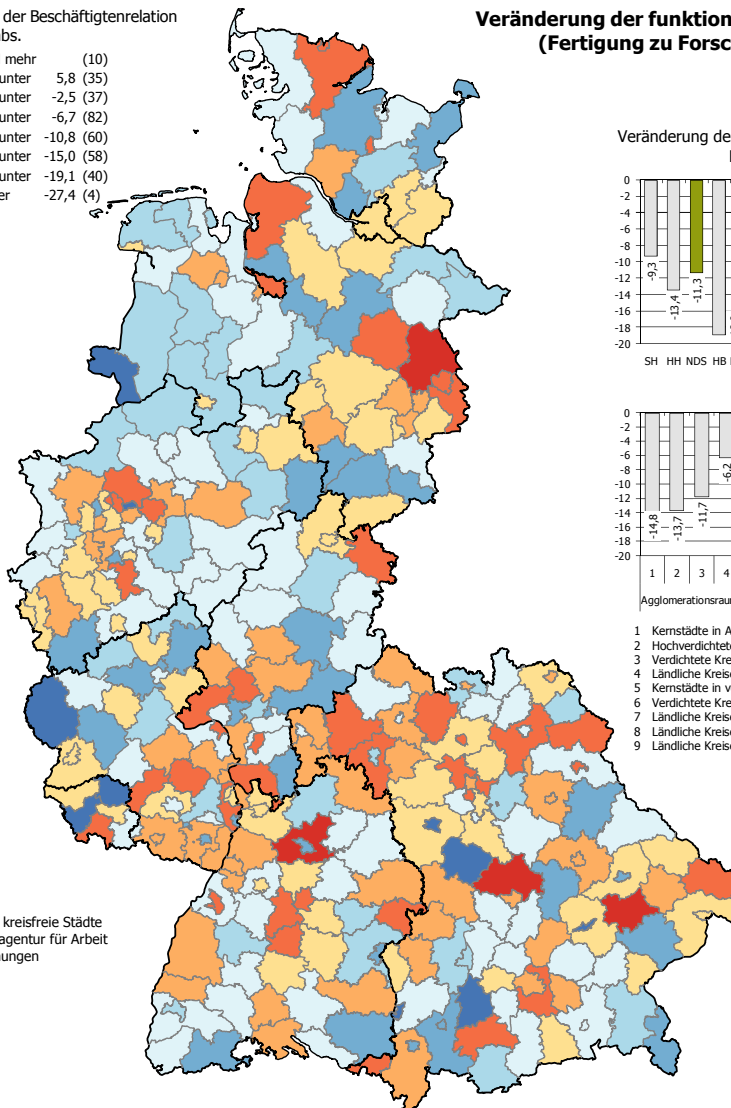 der Beschäftigtenrelation
abs.
mehr (10)
unter 5,8 (35)
unter -2,5 (37)
unter -6,7 (82)
unter -10,8 (60)
unter -15,0 (58)
unter -19,1 (40)
-27,4 (4)
Veränderung der funktion
(Fertigung zu Forsc
Veränderung de
0
-2
-4
-6
-8
-10
-12
-14
-16
-18
-20
-9,3
-13,4
-11,3
SH HH NDS HB
0
-2
-4
-6
-8
-10
-12
-14
-16
-18
-20
-14,8
-13,7
-11,7
-6,2
1 2 3 4
Agglomerationsraum
1 Kernstädte in A
2 Hochverdichtete
3 Verdichtete Kre
4 Ländliche Kreis
5 Kernstädte in v
6 Verdichtete Kre
7 Ländliche Kreis
8 Ländliche Kreis
9 Ländliche Kreis
kreisfreie Städte
agentur für Arbeit
nungen